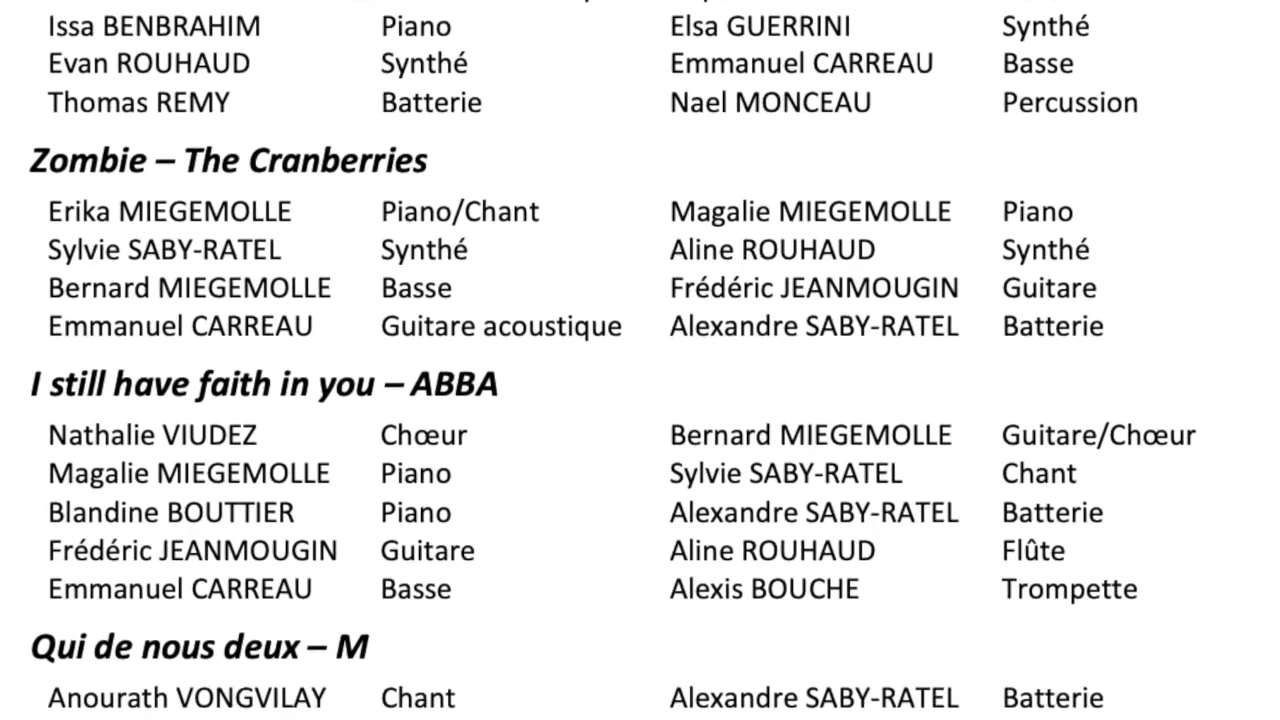 Issa BENBRAHIM Piano Elsa GUERRINI Synthé
Evan ROUHAUD Synthé Emmanuel CARREAU Basse
Thomas REMY Batterie Nael MONCEAU Percussion
Zombie – The Cranberries
Erika MIEGEMOLLE Piano/Chant Magalie MIEGEMOLLE Piano
Sylvie SABY-RATEL Synthé Aline ROUHAUD Synthé
Bernard MIEGEMOLLE Basse Frédéric JEANMOUGIN Guitare
Emmanuel CARREAU Guitare acoustique Alexandre SABY-RATEL Batterie
I still have faith in you – ABBA
Nathalie VIUDEZ Chœur Bernard MIEGEMOLLE Guitare/Chœur
Magalie MIEGEMOLLE Piano Sylvie SABY-RATEL Chant
Blandine BOUTTIER Piano Alexandre SABY-RATEL Batterie
Frédéric JEANMOUGIN Guitare Aline ROUHAUD Flûte
Emmanuel CARREAU Basse Alexis BOUCHE Trompette
Qui de nous deux – M
Anourath VONGVILAY Chant Alexandre SABY-RATEL Batterie